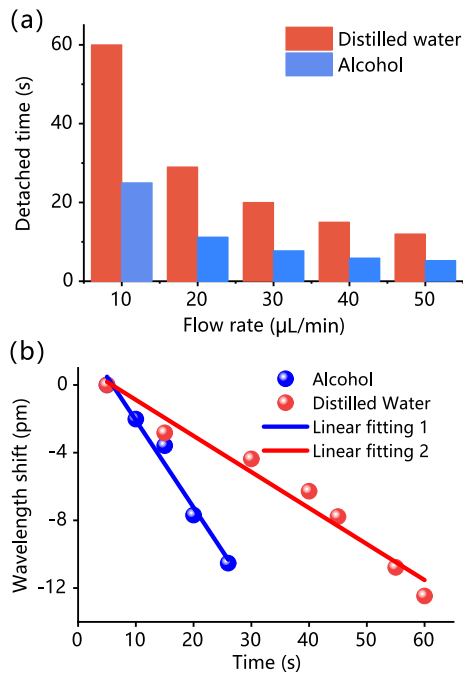 (a)
Detached time (s)
60
40
20
0
Distilled water
Alcohol
10 20 30 40 50
Flow rate (μL/min)
(b)
Wavelength shift (pm)
0
-4
-8
-12
Alcohol
Distilled Water
Linear fitting 1
Linear fitting 2
0 10 20 30 40 50 60
Time (s)